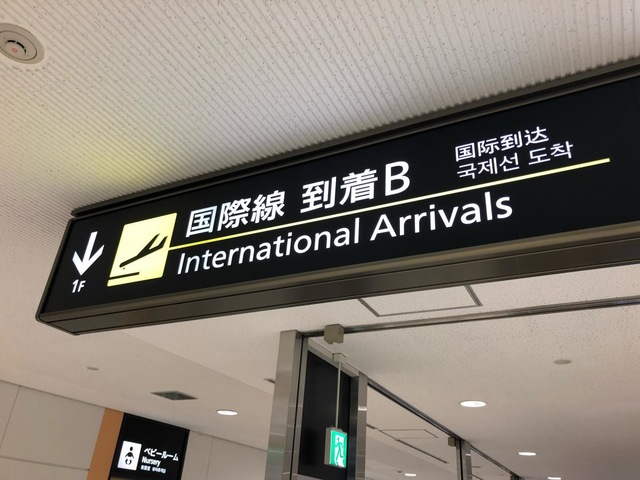 国際線 到着B
International Arrivals
国际到达
국제선 도착
1F
ベビールーム
Nursery